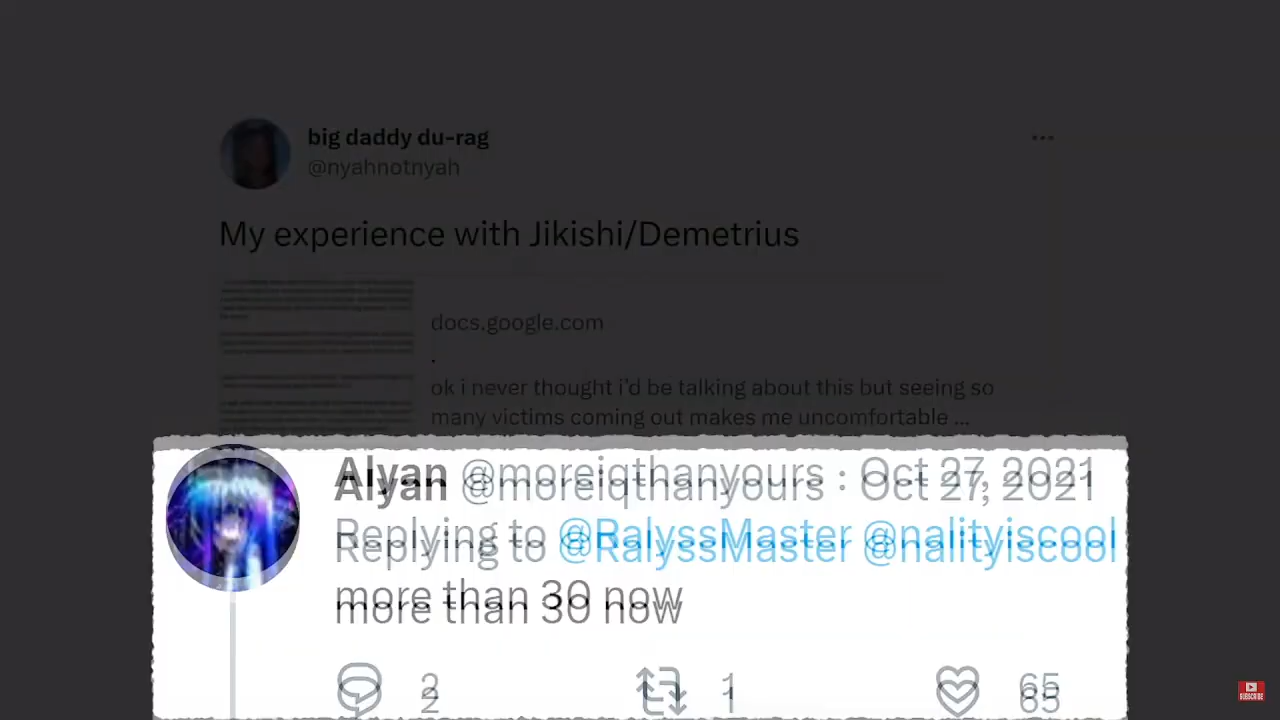 big daddy du-rag
@nyahnotnyah
My experience with Jikishi/Demetrius
docs.google.com
.
ok i never thought i'd be talking about this but seeing so
many victims coming out makes me uncomfortable ...
Alyan @moreiqthanyours : Oct 27, 2021
Replying to @RalyssMaster @nalityiscool
more than 30 now
2 1 65
SUBSCRIBE